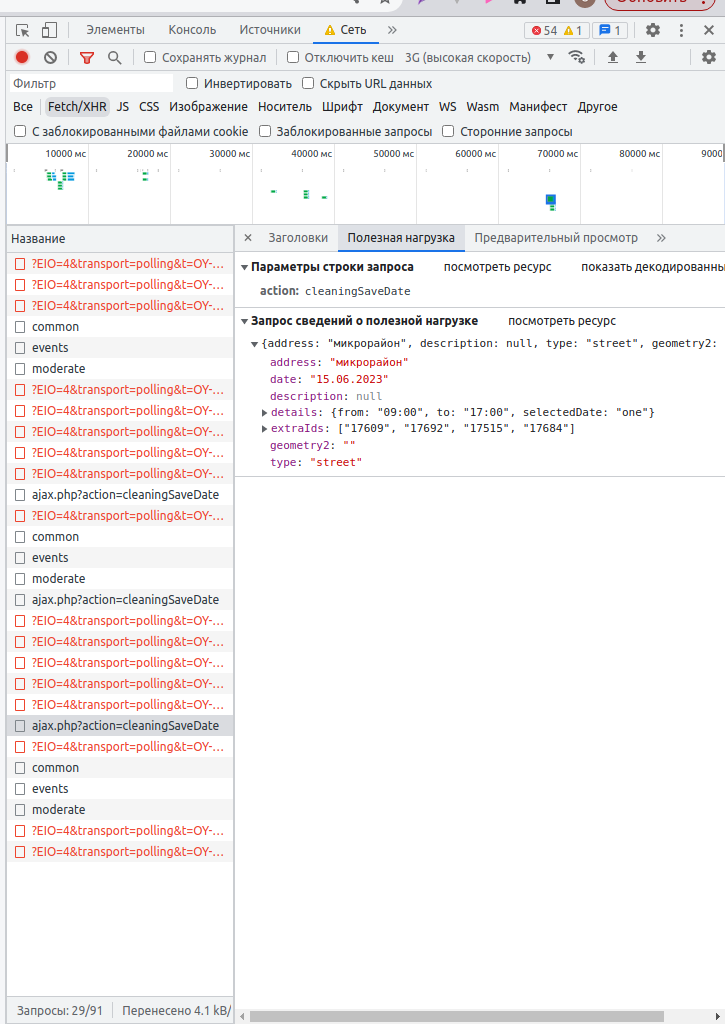 Элементы Консоль Источники Сеть 54 1 1
Сохранять журнал Отключить кеш 3G (высокая скорость)
Фильтр Инвертировать Скрыть URL данных
Все Fetch/XHR JS CSS Изображение Носитель Шрифт Документ WS Wasm Манифест Другое
С заблокированными файлами cookie Заблокированные запросы Сторонние запросы
10000 мс 20000 мс 30000 мс 40000 мс 50000 мс 60000 мс 70000 мс 80000 мс 9000
Название
?EIO=4&transport=polling&t=OY-…
?EIO=4&transport=polling&t=OY-…
?EIO=4&transport=polling&t=OY-…
common
events
moderate
?EIO=4&transport=polling&t=OY-…
?EIO=4&transport=polling&t=OY-…
?EIO=4&transport=polling&t=OY-…
?EIO=4&transport=polling&t=OY-…
?EIO=4&transport=polling&t=OY-…
ajax.php?action=cleaningSaveDate
?EIO=4&transport=polling&t=OY-…
common
events
moderate
ajax.php?action=cleaningSaveDate
?EIO=4&transport=polling&t=OY-…
?EIO=4&transport=polling&t=OY-…
?EIO=4&transport=polling&t=OY-…
?EIO=4&transport=polling&t=OY-…
?EIO=4&transport=polling&t=OY-…
ajax.php?action=cleaningSaveDate
?EIO=4&transport=polling&t=OY-…
common
events
moderate
?EIO=4&transport=polling&t=OY-…
?EIO=4&transport=polling&t=OY-…
Запросы: 29/91 Перенесено 4.1 kB/
Заголовки Полезная нагрузка Предварительный просмотр
Параметры строки запроса посмотреть ресурс показать декодированны
action: cleaningSaveDate
Запрос сведений о полезной нагрузке посмотреть ресурс
{address: "микрорайон", description: null, type: "street", geometry2:
address: "микрорайон"
date: "15.06.2023"
description: null
details: {from: "09:00", to: "17:00", selectedDate: "one"}
extraIds: ["17609", "17692", "17515", "17684"]
geometry2: ""
type: "street"